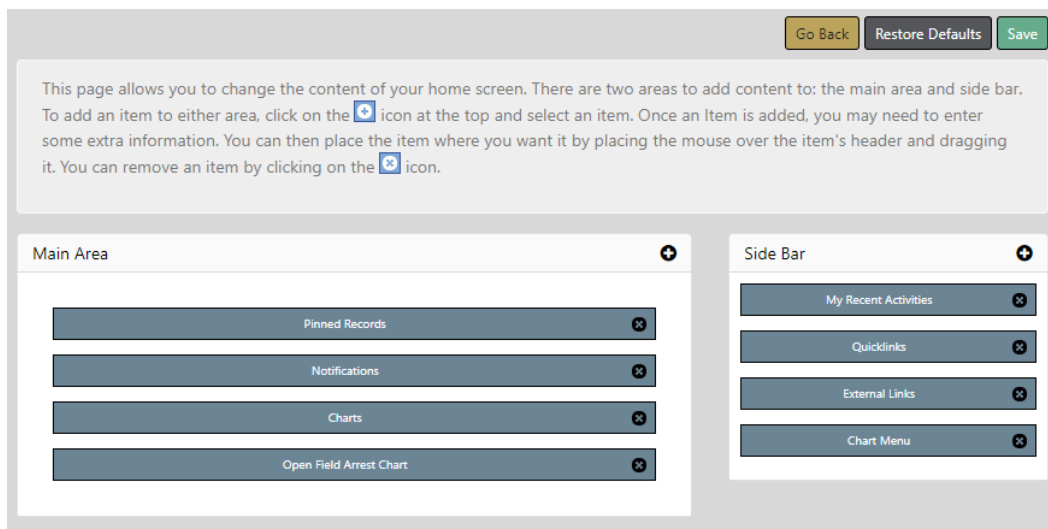 Go Back Restore Defaults Save
This page allows you to change the content of your home screen. There are two areas to add content to: the main area and side bar.
To add an item to either area, click on the icon at the top and select an item. Once an Item is added, you may need to enter
some extra information. You can then place the item where you want it by placing the mouse over the item's header and dragging
it. You can remove an item by clicking on the icon.
Main Area
Pinned Records
Notifications
Charts
Open Field Arrest Chart
Side Bar
My Recent Activities
Quicklinks
External Links
Chart Menu